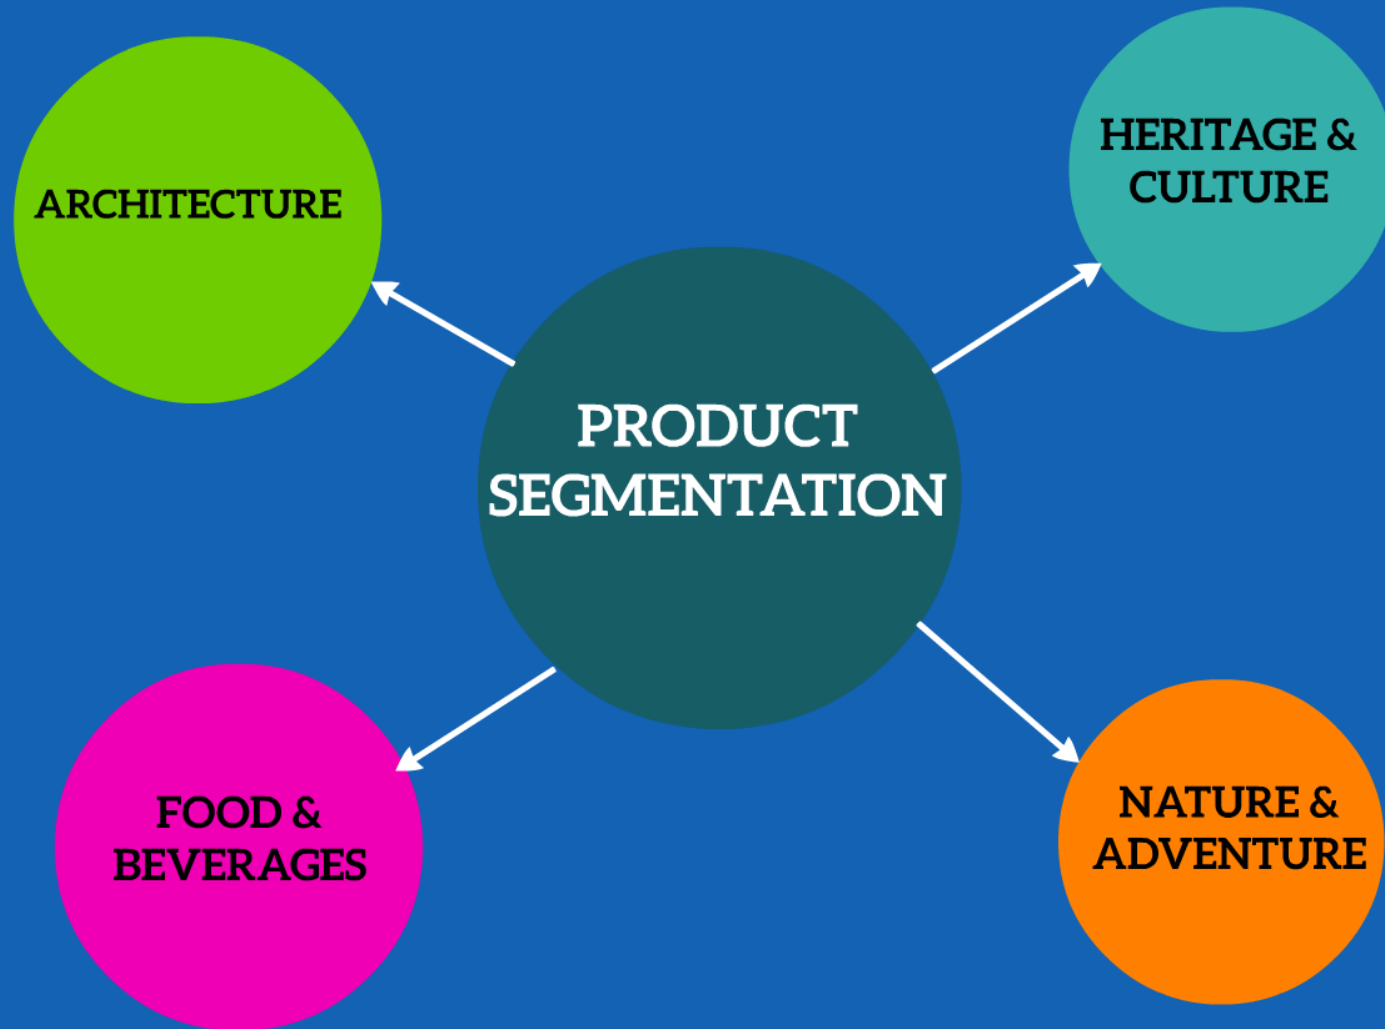 ARCHITECTURE
HERITAGE &
CULTURE
PRODUCT
SEGMENTATION
FOOD &
BEVERAGES
NATURE &
ADVENTURE